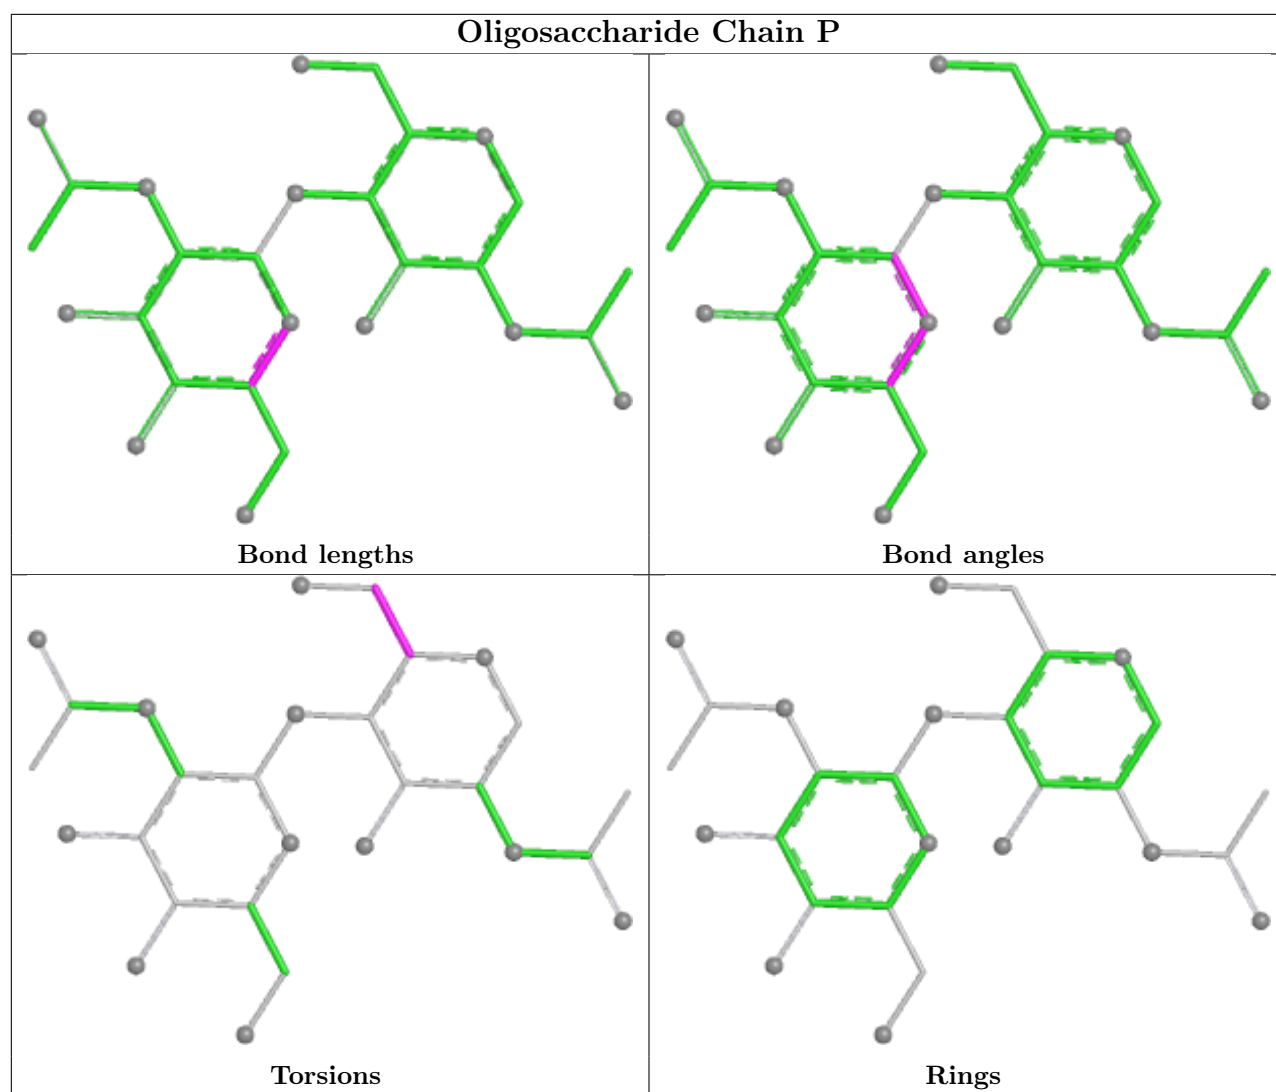 Oligosaccharide Chain P
Bond lengths
Bond angles
Torsions
Rings